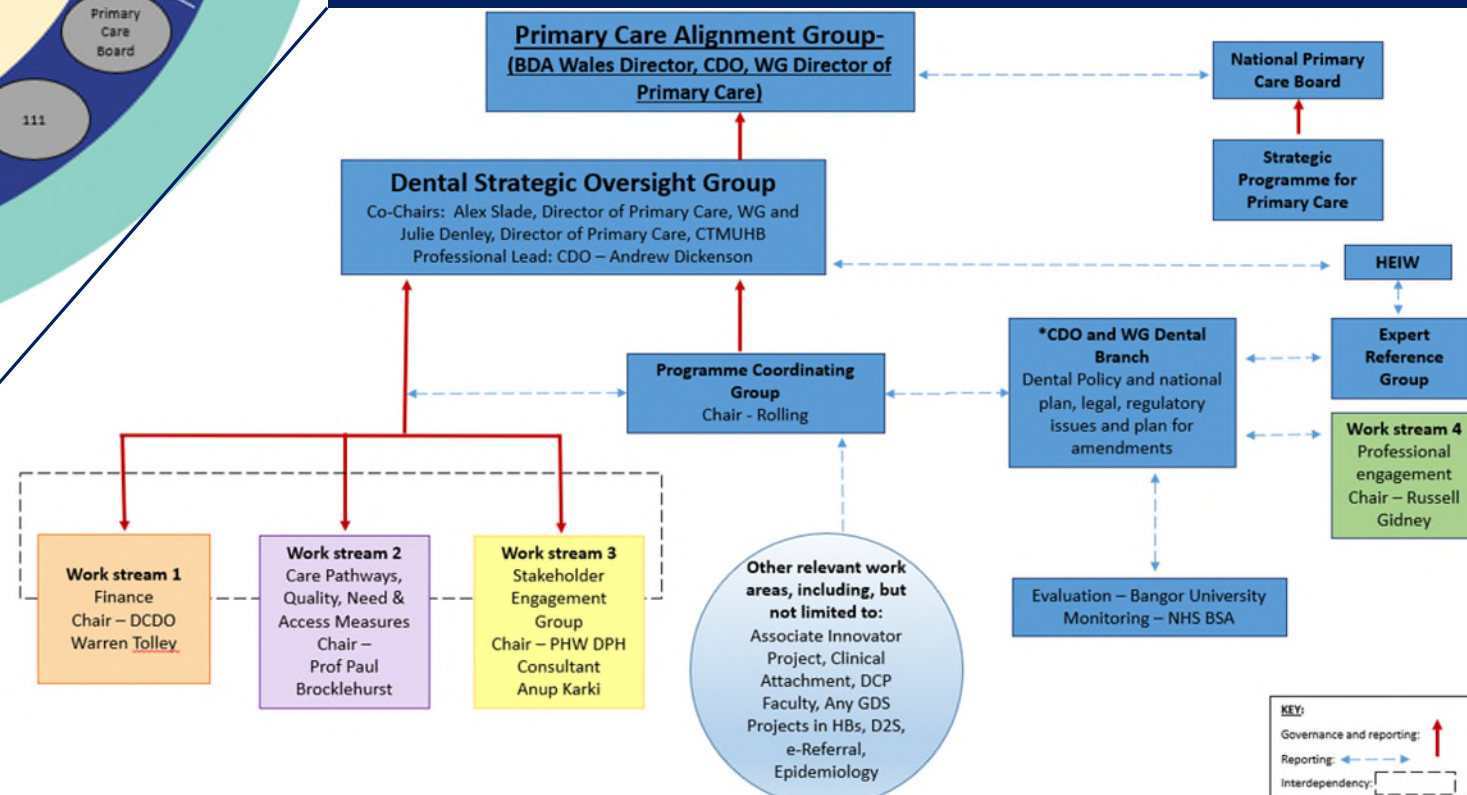 Primary
Care
Board
111
Primary Care Alignment Group-
(BDA Wales Director, CDO, WG Director of
Primary Care)
National Primary
Care Board
Strategic
Programme for
Primary Care
Dental Strategic Oversight Group
Co-Chairs: Alex Slade, Director of Primary Care, WG and
Julie Denley, Director of Primary Care, CTMUHB
Professional Lead: CDO – Andrew Dickenson
HEIW
Programme Coordinating
Group
Chair - Rolling
*CDO and WG Dental
Branch
Dental Policy and national
plan, legal, regulatory
issues and plan for
amendments
Expert
Reference
Group
Work stream 4
Professional
engagement
Chair – Russell
Gidney
Work stream 1
Finance
Chair – DCDO
Warren Tolley
Work stream 2
Care Pathways,
Quality, Need &
Access Measures
Chair –
Prof Paul
Brocklehurst
Work stream 3
Stakeholder
Engagement
Group
Chair – PHW DPH
Consultant
Anup Karki
Other relevant work
areas, including, but
not limited to:
Associate Innovator
Project, Clinical
Attachment, DCP
Faculty, Any GDS
Projects in HBs, D2S,
e-Referral,
Epidemiology
Evaluation – Bangor University
Monitoring – NHS BSA
KEY:
Governance and reporting:
Reporting:
Interdependency: